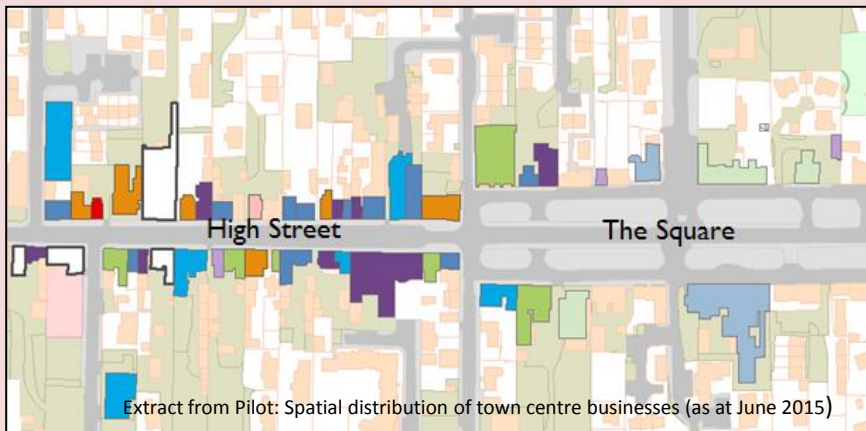 High Street
The Square
Extract from Pilot: Spatial distribution of town centre businesses (as at June 2015)